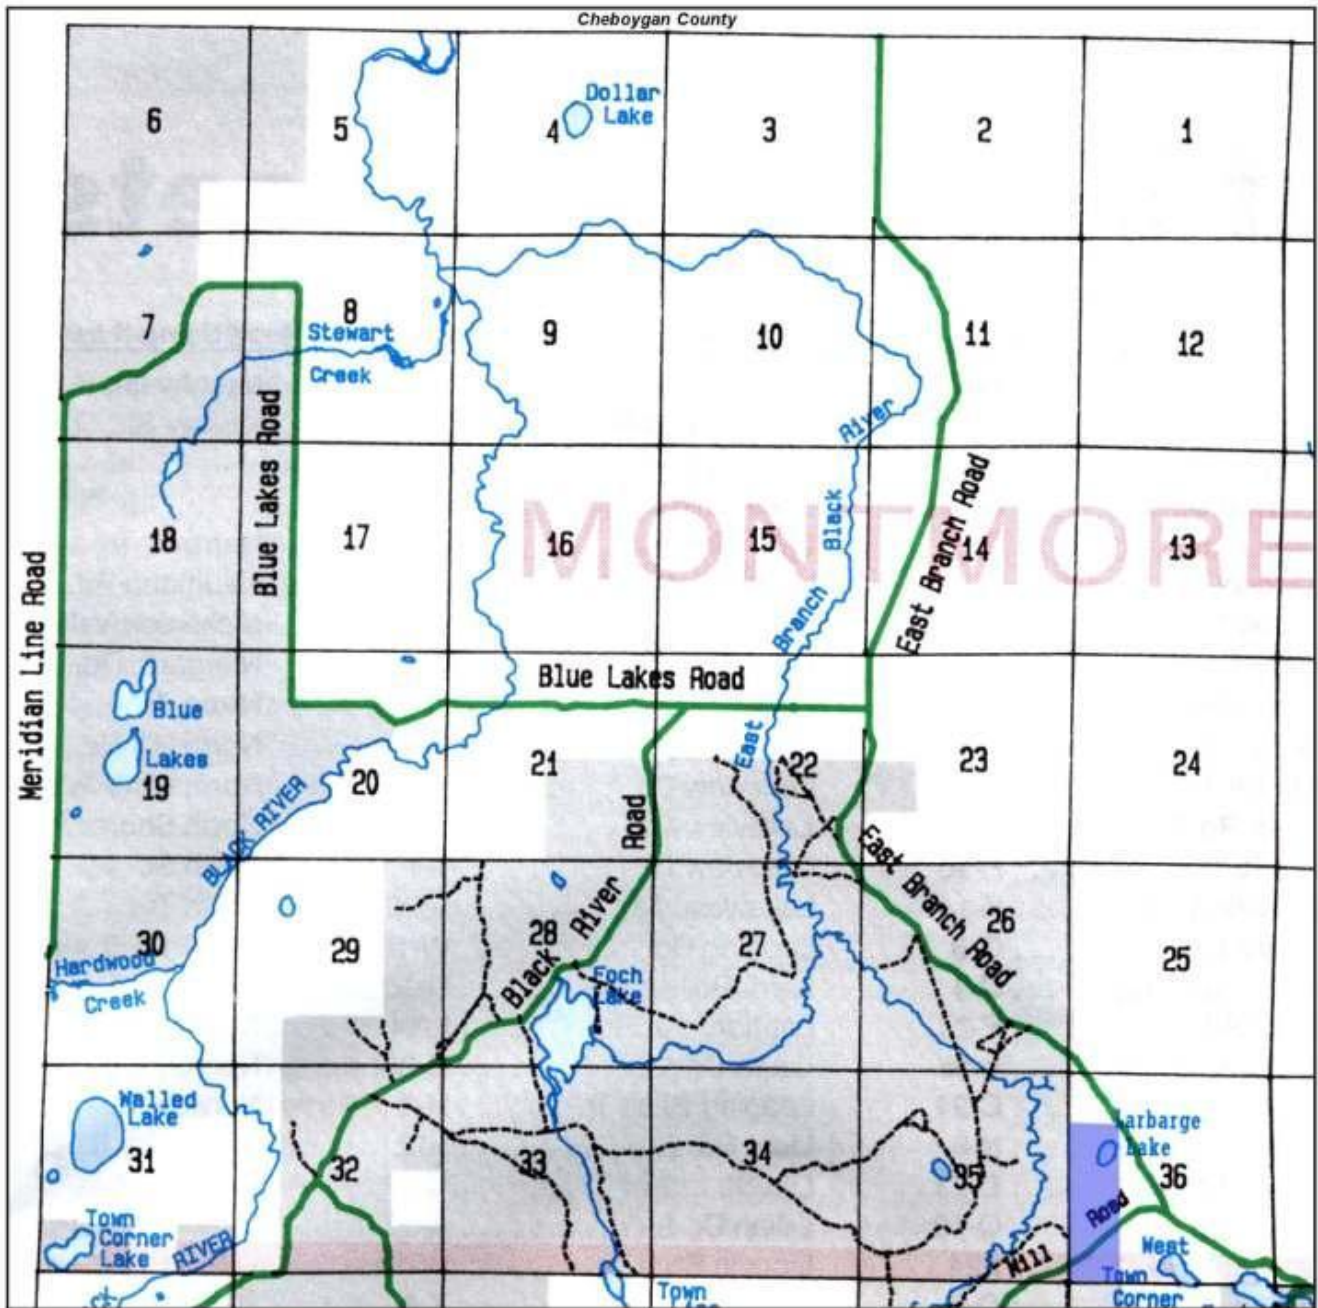 Cheboygan County
6
5
4
Dollar
Lake
3
2
1
7
8
Stewart
Creek
9
10
11
12
River
18
Blue Lakes Road
17
16
15
Black
14
East Branch Road
13
MONTMORE
Meridian Line Road
Branch
Blue Lakes Road
Blue
Lakes
19
20
21
East
22
23
24
BLACK RIVER
Road
East Branch Road
30
Hardwood
Creek
29
28
River
Black
Foch
Lake
27
26
25
Walled
Lake
31
32
33
34
35
Larbarge
Lake
36
Road
Mill
Town
Corner
Lake
RIVER
Town
West
Town
Corner